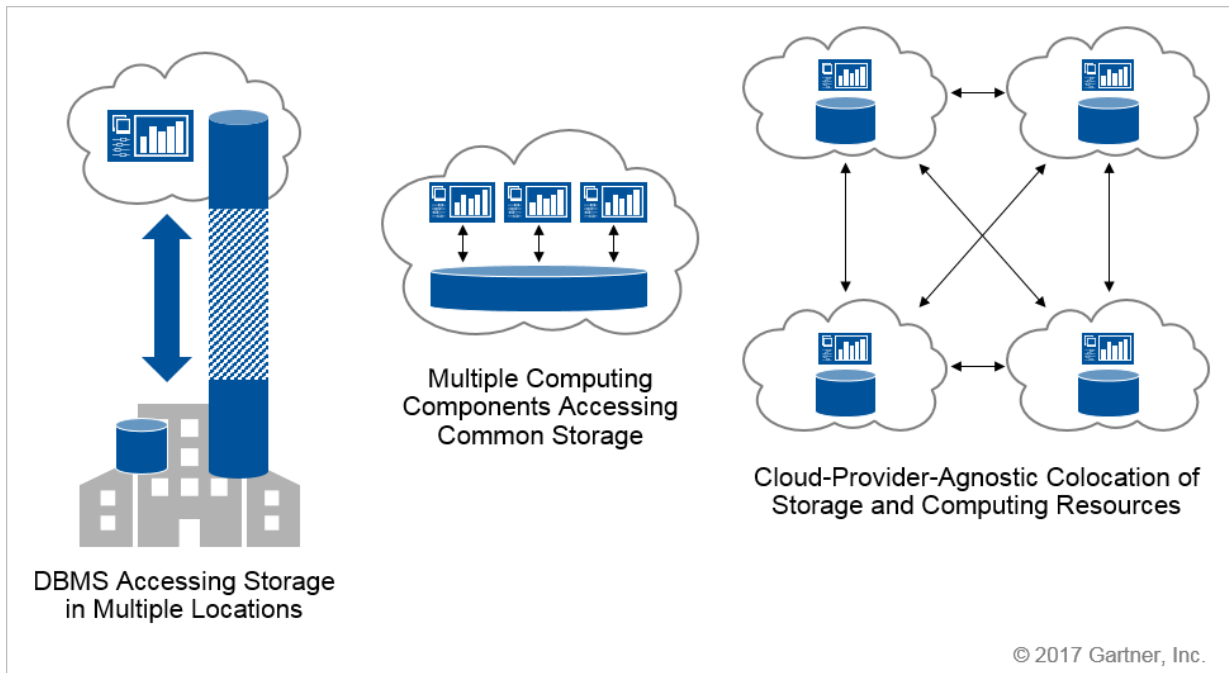 DBMS Accessing Storage
in Multiple Locations
Multiple Computing
Components Accessing
Common Storage
Cloud-Provider-Agnostic Colocation of
Storage and Computing Resources
© 2017 Gartner, Inc.